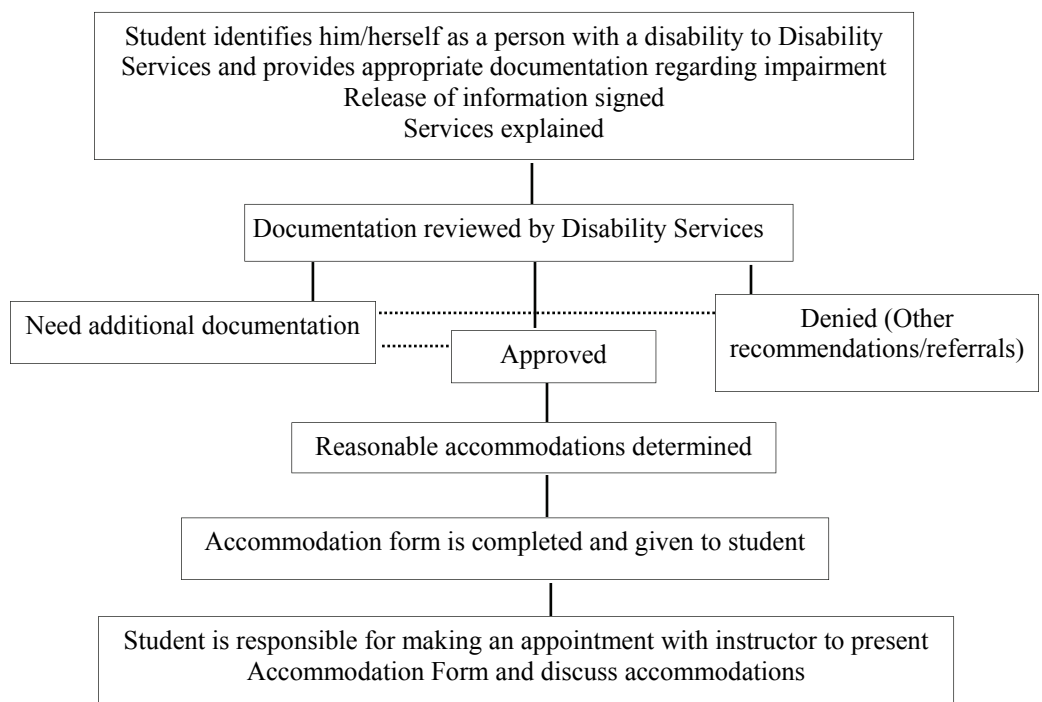 Student identifies him/herself as a person with a disability to Disability
Services and provides appropriate documentation regarding impairment
Release of information signed
Services explained
Documentation reviewed by Disability Services
Need additional documentation
Denied (Other
recommendations/referrals)
Approved
Reasonable accommodations determined
Accommodation form is completed and given to student
Student is responsible for making an appointment with instructor to present
Accommodation Form and discuss accommodations